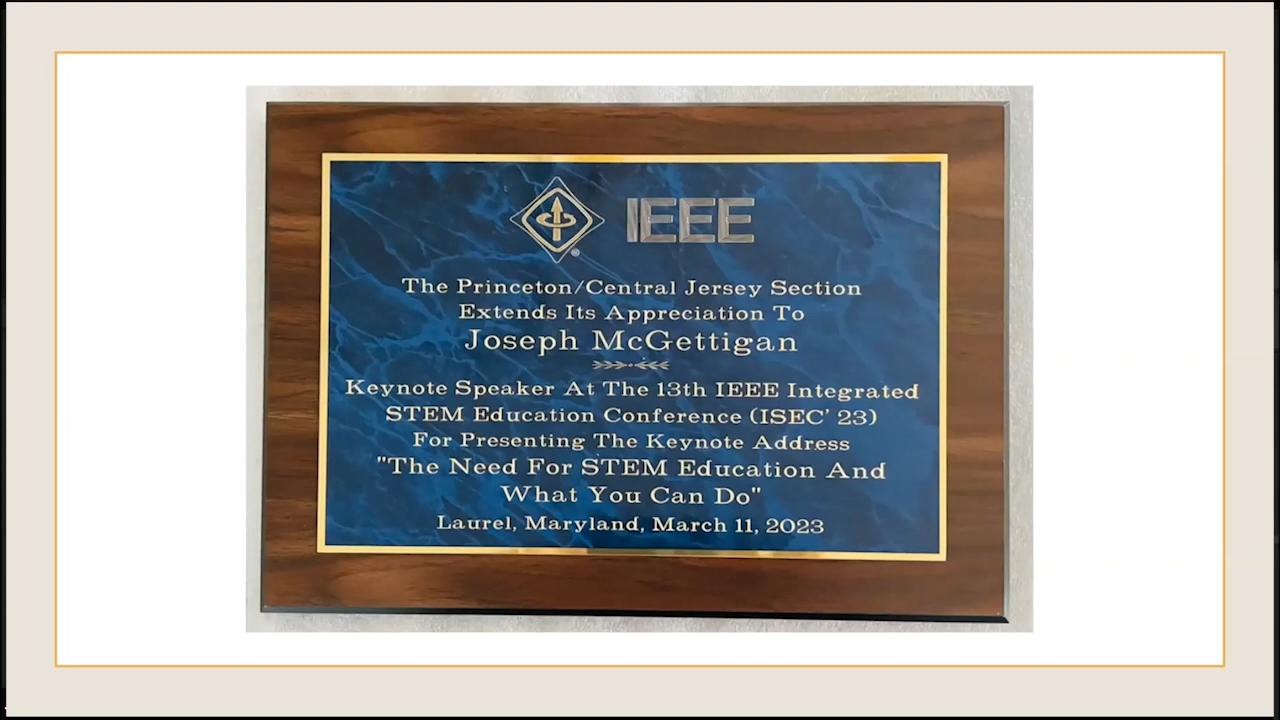 IEEE
The Princeton/Central Jersey Section
Extends Its Appreciation To
Joseph McGettigan
Keynote Speaker At The 13th IEEE Integrated
STEM Education Conference (ISEC' 23)
For Presenting The Keynote Address
"The Need For STEM Education And
What You Can Do"
Laurel, Maryland, March 11, 2023